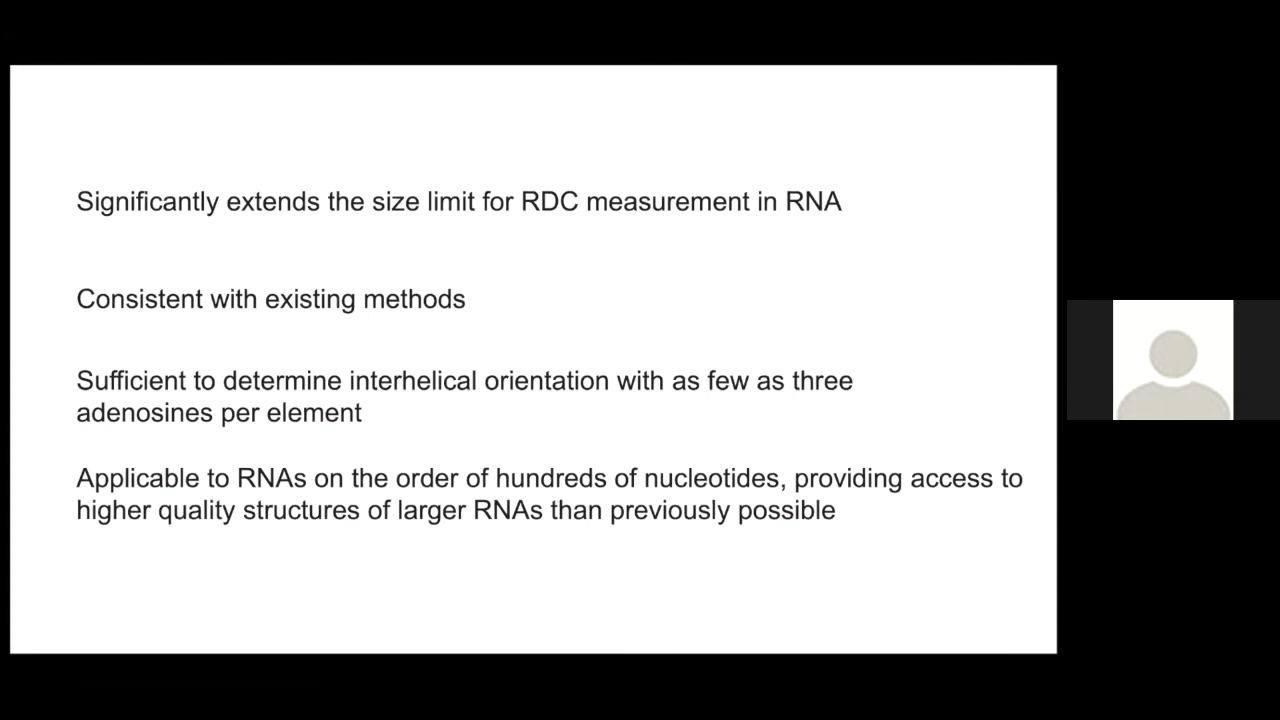 Significantly extends the size limit for RDC measurement in RNA
Consistent with existing methods
Sufficient to determine interhelical orientation with as few as three
adenosines per element
Applicable to RNAs on the order of hundreds of nucleotides, providing access to
higher quality structures of larger RNAs than previously possible